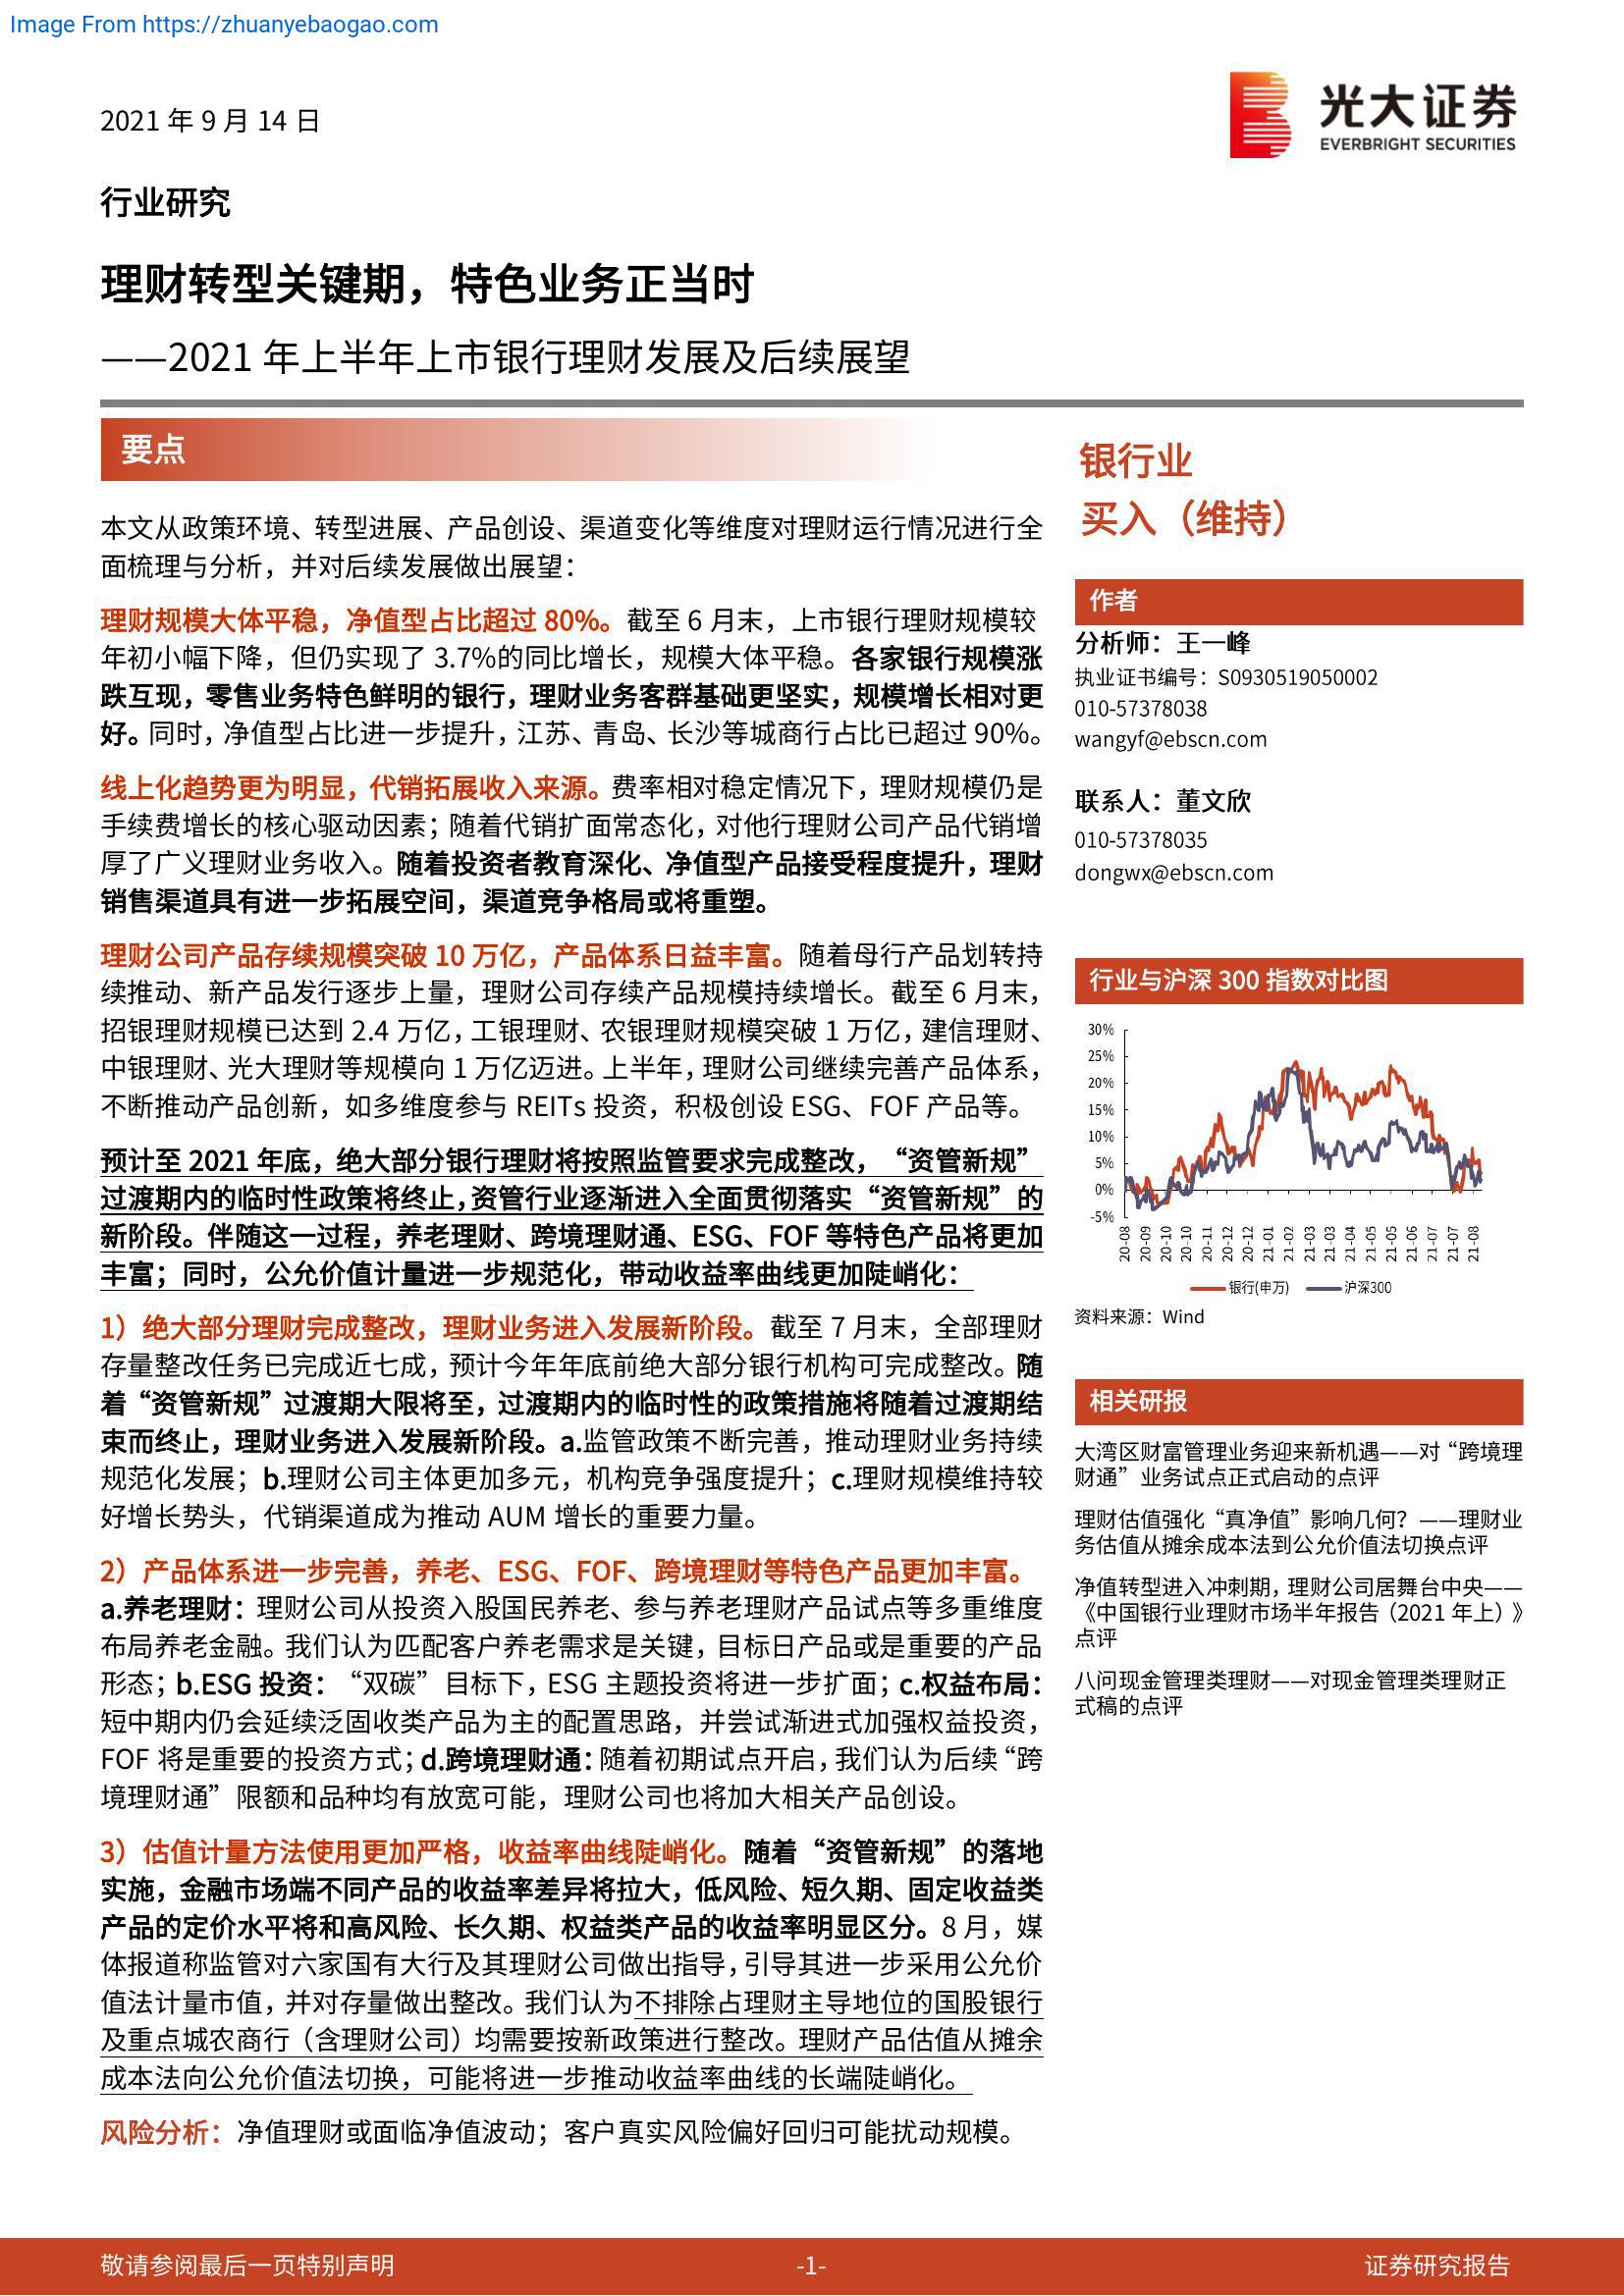 Image From https://zhuanyebaogao.com
2021 年 9 月 14 日
光大证券
EVERBRIGHT SECURITIES
行业研究
理财转型关键期，特色业务正当时
——2021 年上半年上市银行理财发展及后续展望
要点
本文从政策环境、转型进展、产品创设、渠道变化等维度对理财运行情况进行全
面梳理与分析，并对后续发展做出展望：
理财规模大体平稳，净值型占比超过 80%。截至 6 月末，上市银行理财规模较
年初小幅下降，但仍实现了 3.7%的同比增长，规模大体平稳。各家银行规模涨
跌互现，零售业务特色鲜明的银行，理财业务客群基础更坚实，规模增长相对更
好。同时，净值型占比进一步提升，江苏、青岛、长沙等城商行占比已超过 90%。
线上化趋势更为明显，代销拓展收入来源。费率相对稳定情况下，理财规模仍是
手续费增长的核心驱动因素；随着代销扩面常态化，对他行理财公司产品代销增
厚了广义理财业务收入。随着投资者教育深化、净值型产品接受程度提升，理财
销售渠道具有进一步拓展空间，渠道竞争格局或将重塑。
理财公司产品存续规模突破 10 万亿，产品体系日益丰富。随着母行产品划转持
续推动、新产品发行逐步上量，理财公司存续产品规模持续增长。截至 6 月末，
招银理财规模已达到 2.4 万亿，工银理财、农银理财规模突破 1 万亿，建信理财、
中银理财、光大理财等规模向 1 万亿迈进。上半年，理财公司继续完善产品体系，
不断推动产品创新，如多维度参与 REITs 投资，积极创设 ESG、FOF 产品等。
预计至 2021 年底，绝大部分银行理财将按照监管要求完成整改，“资管新规”
过渡期内的临时性政策将终止，资管行业逐渐进入全面贯彻落实“资管新规”的
新阶段。伴随这一过程，养老理财、跨境理财通、ESG、FOF 等特色产品将更加
丰富；同时，公允价值计量进一步规范化，带动收益率曲线更加陡峭化：
1）绝大部分理财完成整改，理财业务进入发展新阶段。截至 7 月末，全部理财
存量整改任务已完成近七成，预计今年年底前绝大部分银行机构可完成整改。随
着“资管新规”过渡期大限将至，过渡期内的临时性的政策措施将随着过渡期结
束而终止，理财业务进入发展新阶段。a.监管政策不断完善，推动理财业务持续
规范化发展；b.理财公司主体更加多元，机构竞争强度提升；c.理财规模维持较
好增长势头，代销渠道成为推动 AUM 增长的重要力量。
2）产品体系进一步完善，养老、ESG、FOF、跨境理财等特色产品更加丰富。
a.养老理财：理财公司从投资入股国民养老、参与养老理财产品试点等多重维度
布局养老金融。我们认为匹配客户养老需求是关键，目标日产品或是重要的产品
形态；b.ESG 投资：“双碳”目标下，ESG 主题投资将进一步扩面；c.权益布局：
短中期内仍会延续泛固收类产品为主的配置思路，并尝试渐进式加强权益投资，
FOF 将是重要的投资方式；d.跨境理财通：随着初期试点开启，我们认为后续“跨
境理财通”限额和品种均有放宽可能，理财公司也将加大相关产品创设。
3）估值计量方法使用更加严格，收益率曲线陡峭化。随着“资管新规”的落地
实施，金融市场端不同产品的收益率差异将拉大，低风险、短久期、固定收益类
产品的定价水平将和高风险、长久期、权益类产品的收益率明显区分。8 月，媒
体报道称监管对六家国有大行及其理财公司做出指导，引导其进一步采用公允价
值法计量市值，并对存量做出整改。我们认为不排除占理财主导地位的国股银行
及重点城农商行（含理财公司）均需要按新政策进行整改。理财产品估值从摊余
成本法向公允价值法切换，可能将进一步推动收益率曲线的长端陡峭化。
风险分析：净值理财或面临净值波动；客户真实风险偏好回归可能扰动规模。
银行业
买入（维持）
作者
分析师：王一峰
执业证书编号：S0930519050002
010-57378038
wangyf@ebscn.com
联系人：董文欣
010-57378035
dongwx@ebscn.com
行业与沪深 300 指数对比图
30%
25%
20%
15%
10%
5%
0%
-5%
20-08
20-09
20-10
20-10
20-11
20-12
20-12
21-01
21-02
21-03
21-03
21-04
21-05
21-05
21-06
21-07
21-07
21-08
银行(申万) 沪深300
资料来源：Wind
相关研报
大湾区财富管理业务迎来新机遇——对“跨境理
财通”业务试点正式启动的点评
理财估值强化“真净值”影响几何？——理财业
务估值从摊余成本法到公允价值法切换点评
净值转型进入冲刺期，理财公司居舞台中央——
《中国银行业理财市场半年报告（2021 年上）》
点评
八问现金管理类理财——对现金管理类理财正
式稿的点评
敬请参阅最后一页特别声明
-1-
证券研究报告